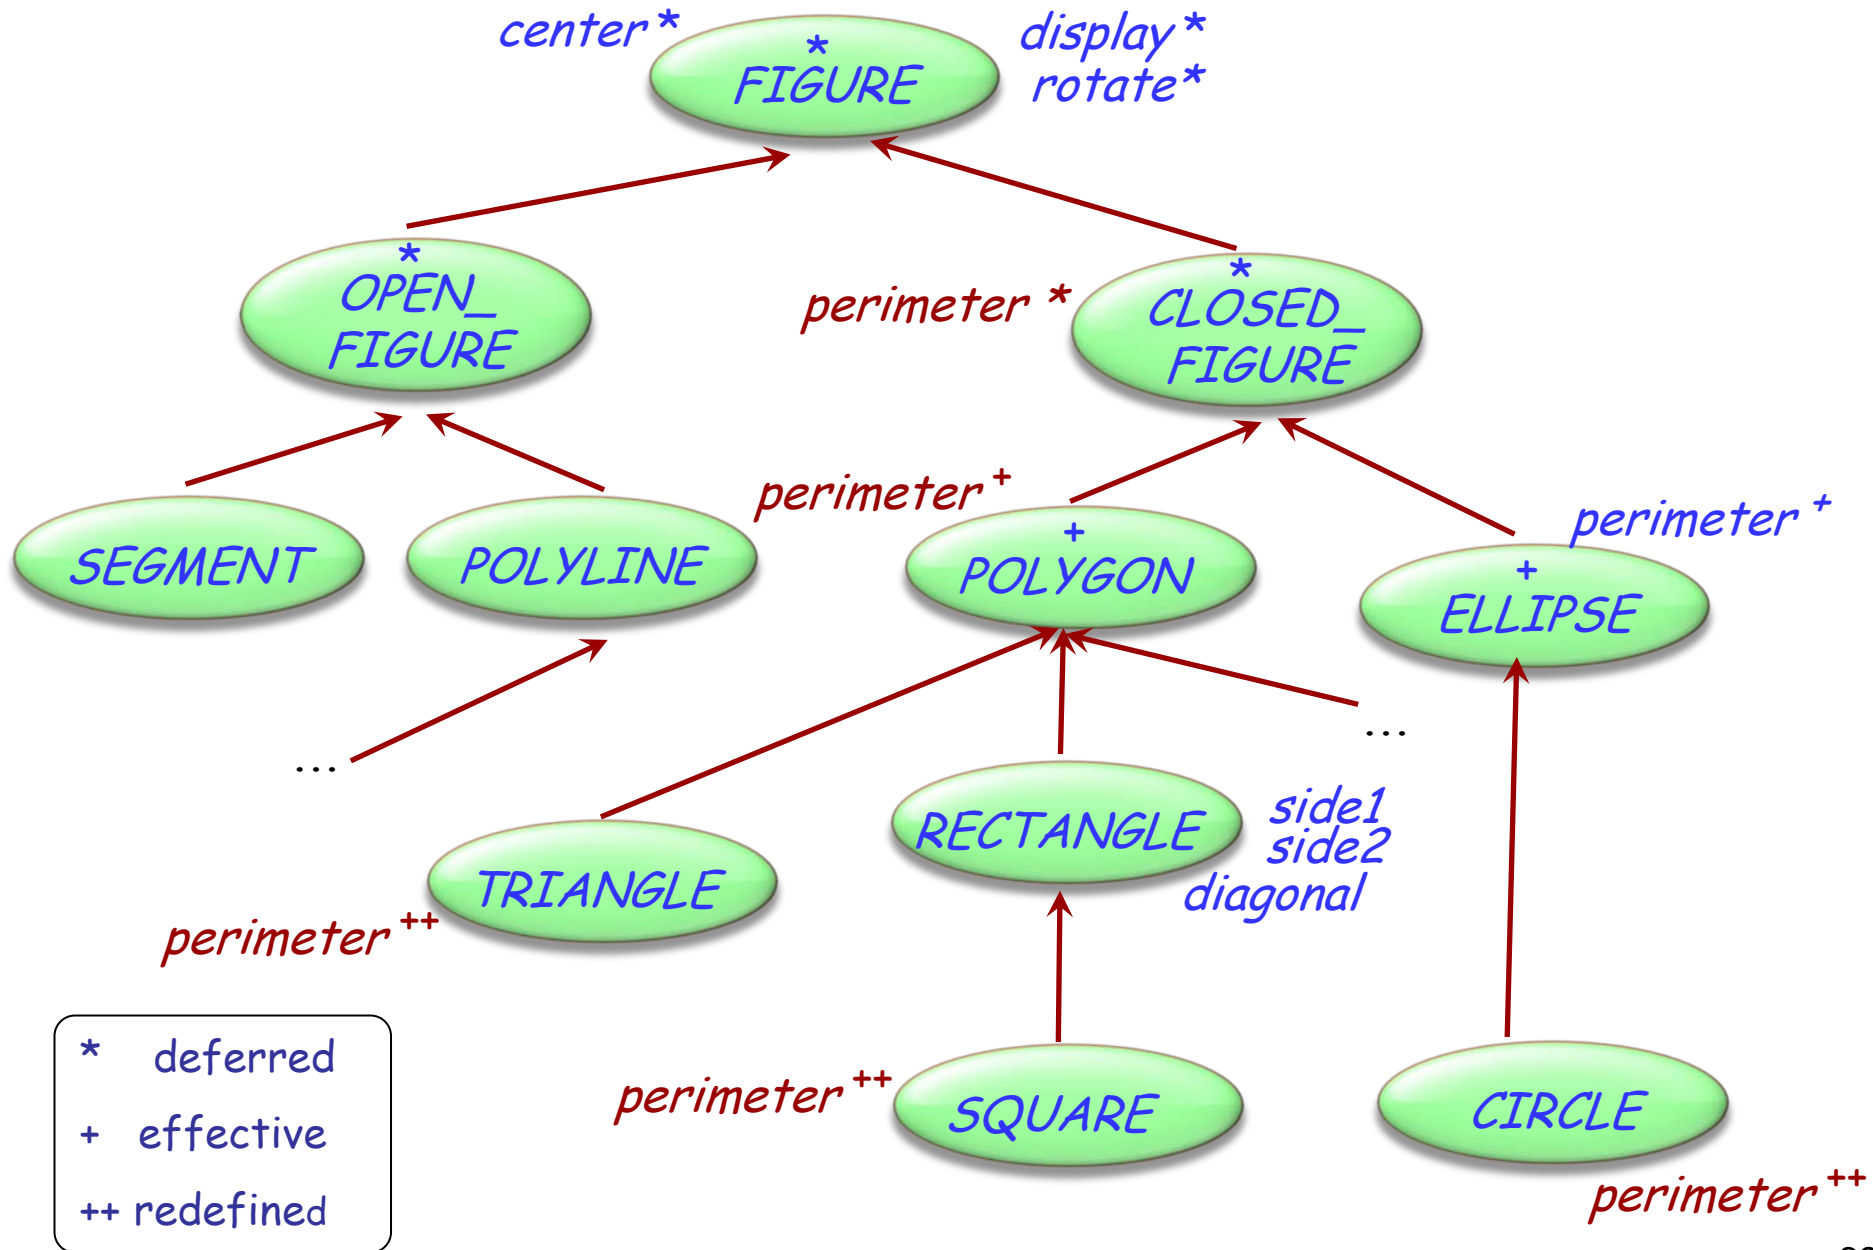 center *
*
FIGURE
display *
rotate *
*
OPEN_
FIGURE
perimeter *
*
CLOSED_
FIGURE
SEGMENT
POLYLINE
perimeter +
+
POLYGON
perimeter +
+
ELLIPSE
...
...
TRIANGLE
perimeter ++
RECTANGLE
side1
side2
diagonal
perimeter ++
SQUARE
CIRCLE
perimeter ++
* deferred
+ effective
++ redefined